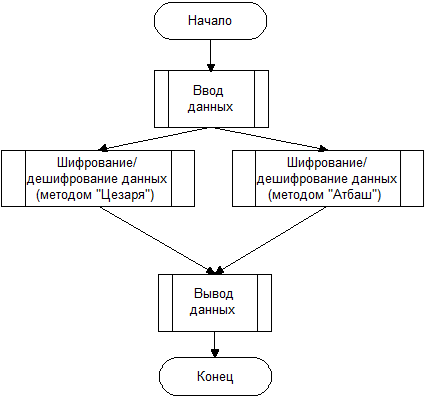 Начало
Ввод
данных
Шифрование/
дешифрование данных
(методом "Цезаря")
Шифрование/
дешифрование данных
(методом "Атбаш")
Вывод
данных
Конец